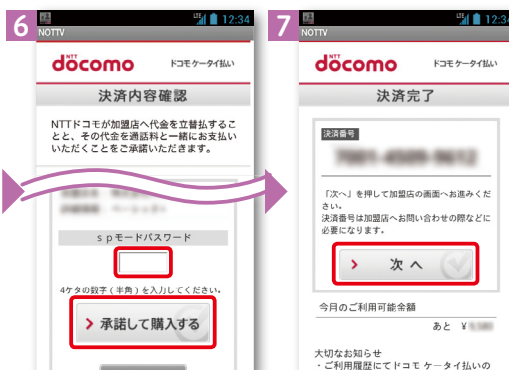 6
LTE
12:34
NOTTV
NTT
döcomo
ドコモ ケータイ払い
決済内容確認
NTTドコモが加盟店へ代金を立替払するこ
とと、その代金を通話料と一緒にお支払い
いただくことをご承諾いただきます。
spモードパスワード
4ケタの数字(半角)を入力してください。
承諾して購入する
7
LTE
12:34
NOTTV
NTT
döcomo
ドコモ ケータイ払い
決済完了
決済番号
「次へ」を押して加盟店の画面へお進みくだ
さい。
決済番号は加盟店へお問い合わせの際などに
必要になります。
次 へ
今月のご利用可能金額
あと ¥
大切なお知らせ
・ご利用履歴にてドコモ ケータイ払いの